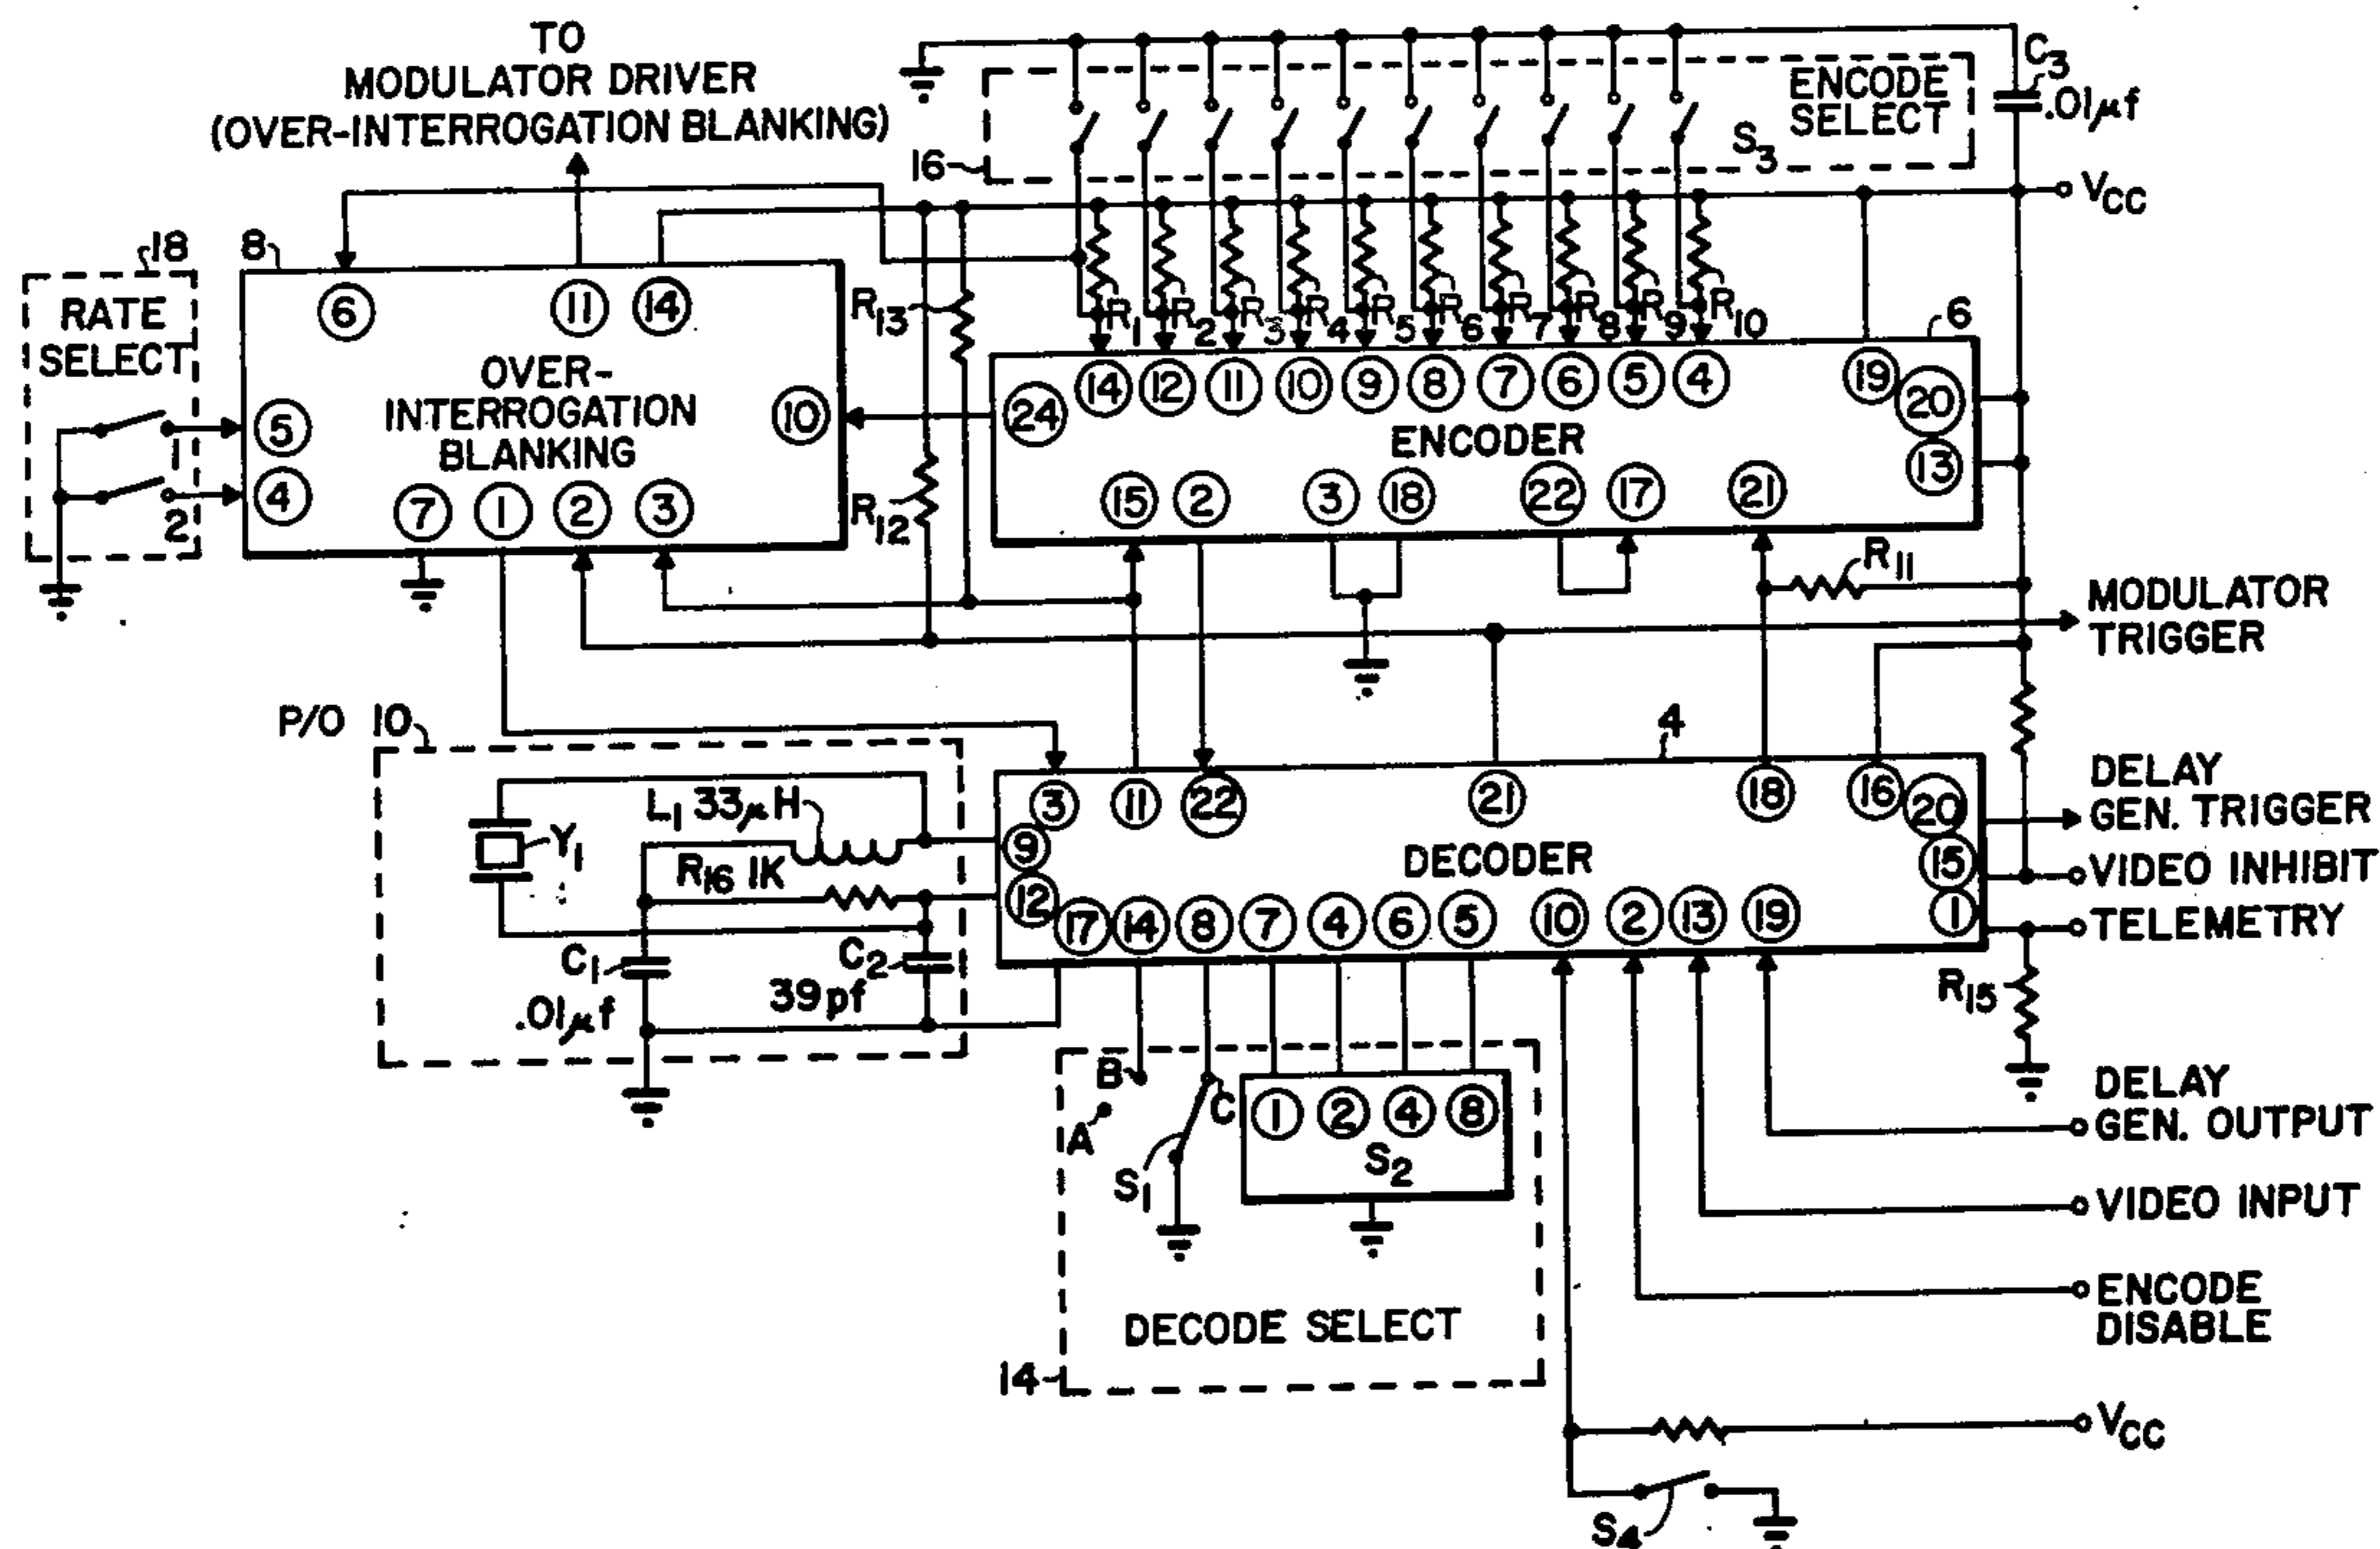 TO
MODULATOR DRIVER
(OVER-INTERROGATION BLANKING)
ENCODE
SELECT
C3
.01μf
S3
16
VCC
18
8
RATE
SELECT
1
2
6
11
14
5
4
OVER-
INTERROGATION
BLANKING
10
7
1
2
3
R13
R12
R1
R2
R3
R4
R5
R6
R7
R8
R9
R10
6
24
14
12
11
10
9
8
7
6
5
4
19
20
13
ENCODER
15
2
3
18
22
17
21
R11
MODULATOR
TRIGGER
P/O 10
Y1
L1 33μH
R16 1K
C1
.01μf
C2
39pf
4
3
11
22
21
18
16
20
9
DECODER
15
12
1
17
14
8
7
4
6
5
10
2
13
19
DELAY
GEN. TRIGGER
VIDEO INHIBIT
TELEMETRY
R15
B
A
C
S1
1
2
4
8
S2
DECODE SELECT
14
DELAY
GEN. OUTPUT
VIDEO INPUT
ENCODE
DISABLE
VCC
S4